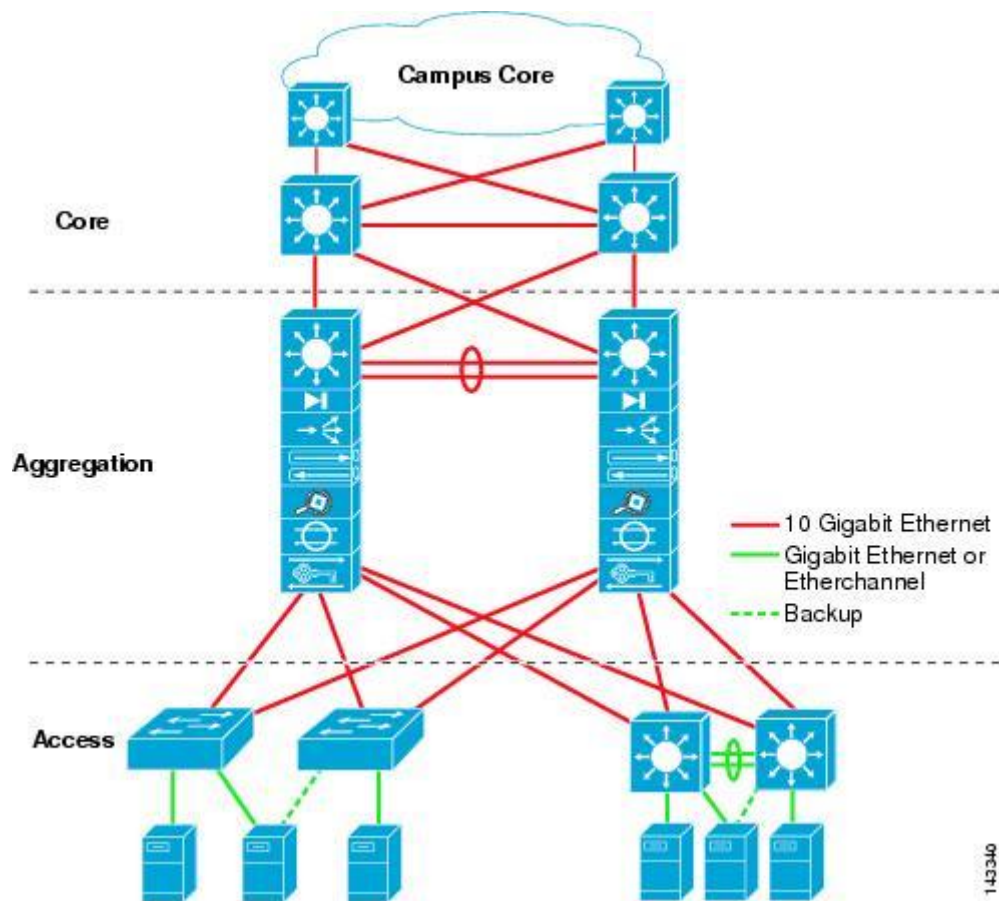 Campus Core
Core
Aggregation
10 Gigabit Ethernet
Gigabit Ethernet or
Etherchannel
Backup
Access
143340